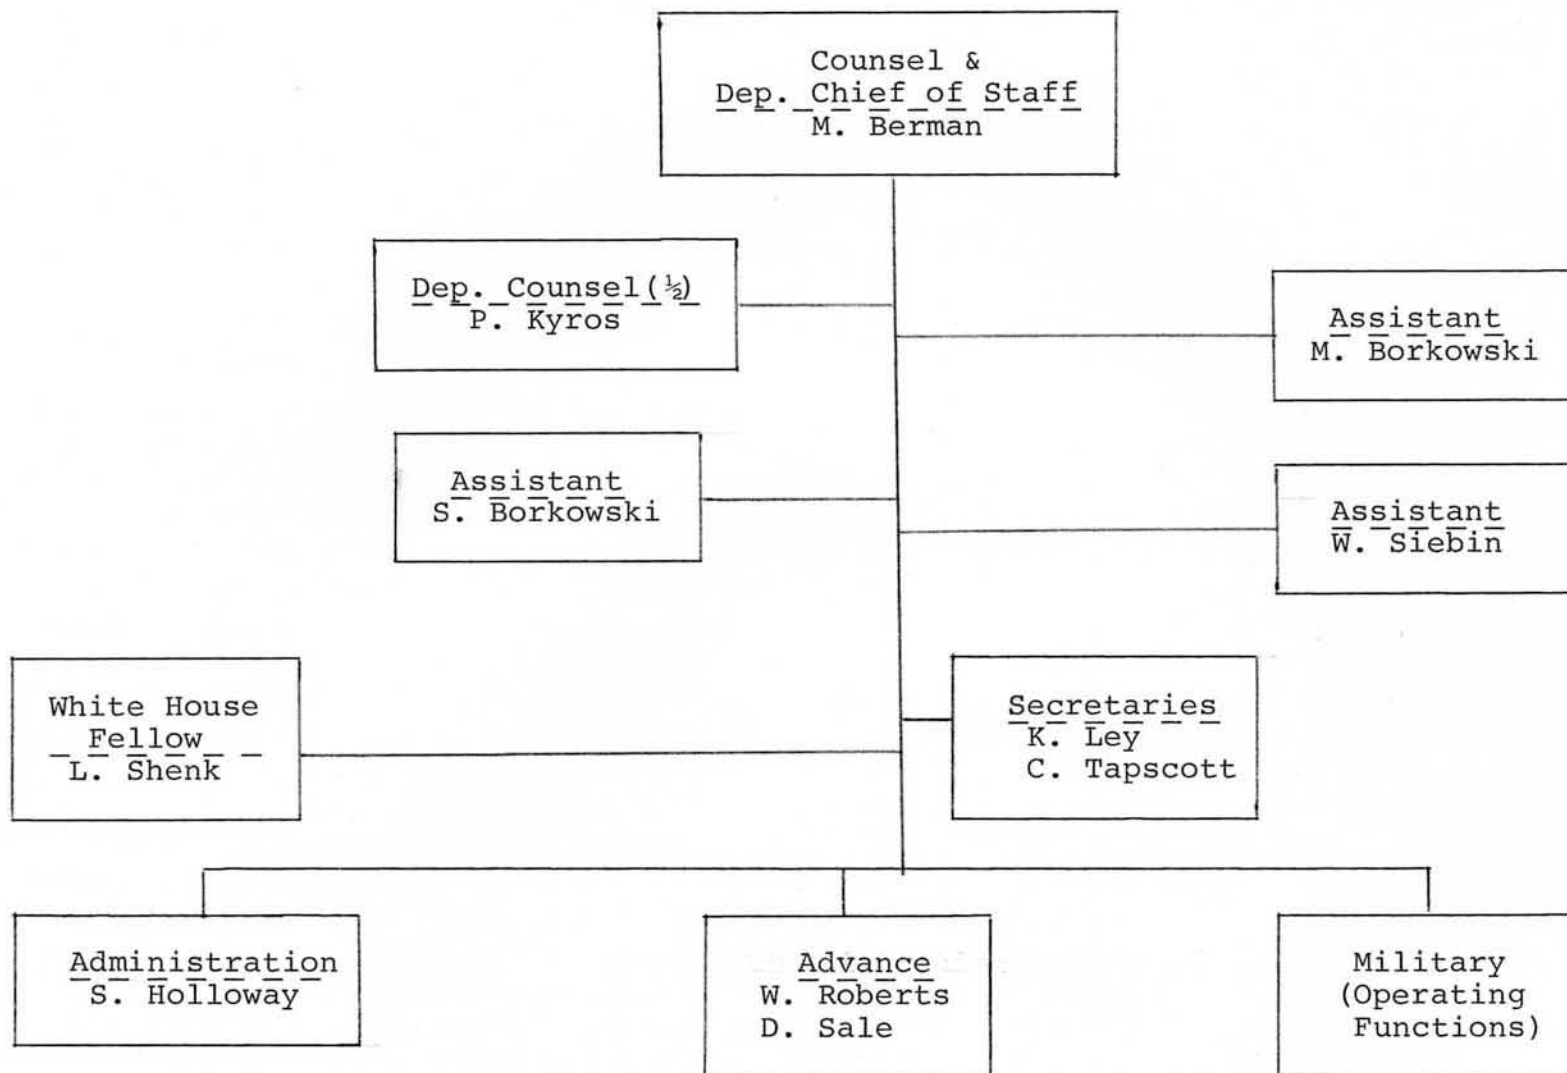 Counsel &
Dep. Chief of Staff
M. Berman
Dep. Counsel(½)
P. Kyros
Assistant
M. Borkowski
Assistant
S. Borkowski
Assistant
W. Siebin
White House
Fellow
L. Shenk
Secretaries
K. Ley
C. Tapscott
Administration
S. Holloway
Advance
W. Roberts
D. Sale
Military
(Operating
Functions)